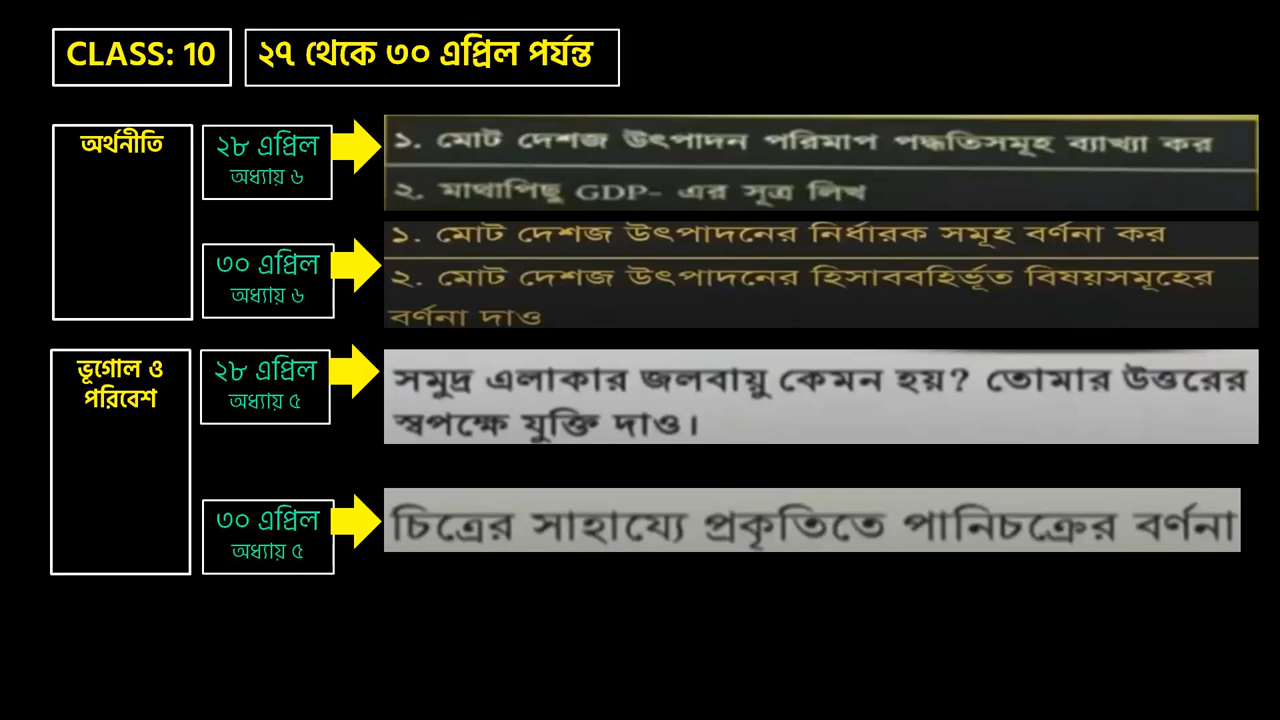 CLASS: 10
২৭ থেকে ৩০ এপ্রিল পর্যন্ত
অর্থনীতি
২৮ এপ্রিল
অধ্যায় ৬
১. মোট দেশজ উৎপাদন পরিমাপ পদ্ধতিসমূহ ব্যাখ্যা কর
২. মাথাপিছু GDP- এর সূত্র লিখ
৩০ এপ্রিল
অধ্যায় ৬
১. মোট দেশজ উৎপাদনের নির্ধারক সমূহ বর্ণনা কর
২. মোট দেশজ উৎপাদনের হিসাববহির্ভূত বিষয়সমূহের
বর্ণনা দাও
ভূগোল ও
পরিবেশ
২৮ এপ্রিল
অধ্যায় ৫
সমুদ্র এলাকার জলবায়ু কেমন হয়? তোমার উত্তরের
স্বপক্ষে যুক্তি দাও।
৩০ এপ্রিল
অধ্যায় ৫
চিত্রের সাহায্যে প্রকৃতিতে পানিচক্রের বর্ণনা